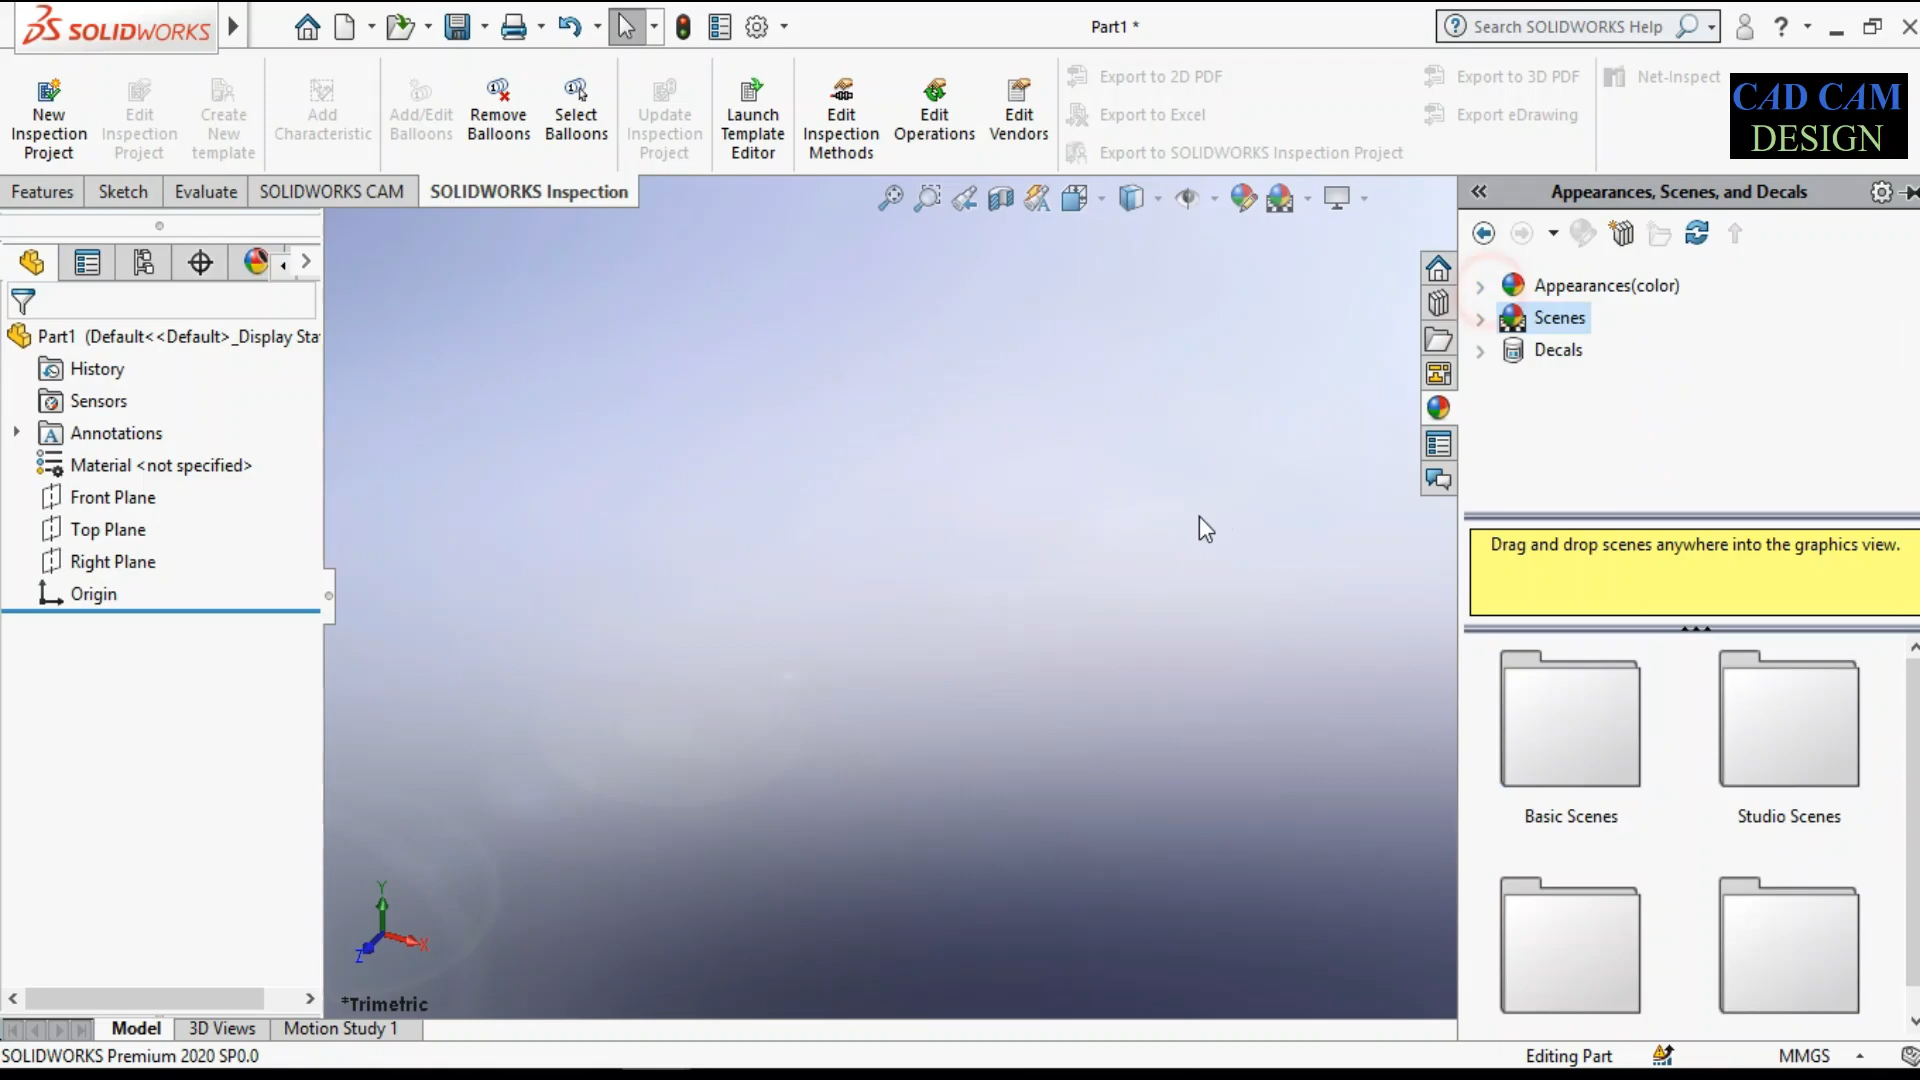 SOLIDWORKS
Part1 *
Search SOLIDWORKS Help
?
New Inspection Project
Edit Inspection Project
Create New template
Add Characteristic
Add/Edit Balloons
Remove Balloons
Select Balloons
Update Inspection Project
Launch Template Editor
Edit Inspection Methods
Edit Operations
Edit Vendors
Export to 2D PDF
Export to Excel
Export to SOLIDWORKS Inspection Project
Export to 3D PDF
Export eDrawing
Net-Inspect
CAD CAM
DESIGN
Features
Sketch
Evaluate
SOLIDWORKS CAM
SOLIDWORKS Inspection
Appearances, Scenes, and Decals
Part1 (Default<<Default>_Display Sta
History
Sensors
Annotations
Material <not specified>
Front Plane
Top Plane
Right Plane
Origin
Appearances(color)
Scenes
Decals
Drag and drop scenes anywhere into the graphics view.
Basic Scenes
Studio Scenes
Y
X
Z
*Trimetric
Model
3D Views
Motion Study 1
SOLIDWORKS Premium 2020 SP0.0
Editing Part
MMGS